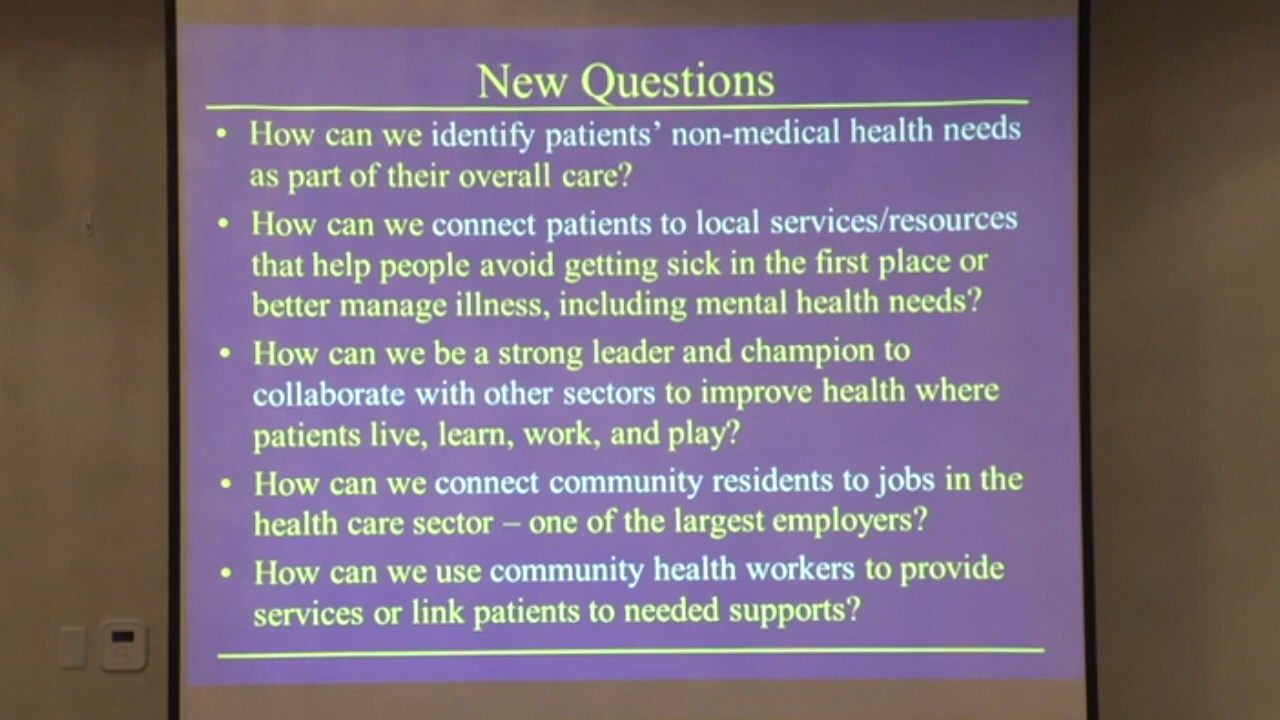 New Questions
• How can we identify patients’ non-medical health needs
as part of their overall care?
• How can we connect patients to local services/resources
that help people avoid getting sick in the first place or
better manage illness, including mental health needs?
• How can we be a strong leader and champion to
collaborate with other sectors to improve health where
patients live, learn, work, and play?
• How can we connect community residents to jobs in the
health care sector – one of the largest employers?
• How can we use community health workers to provide
services or link patients to needed supports?